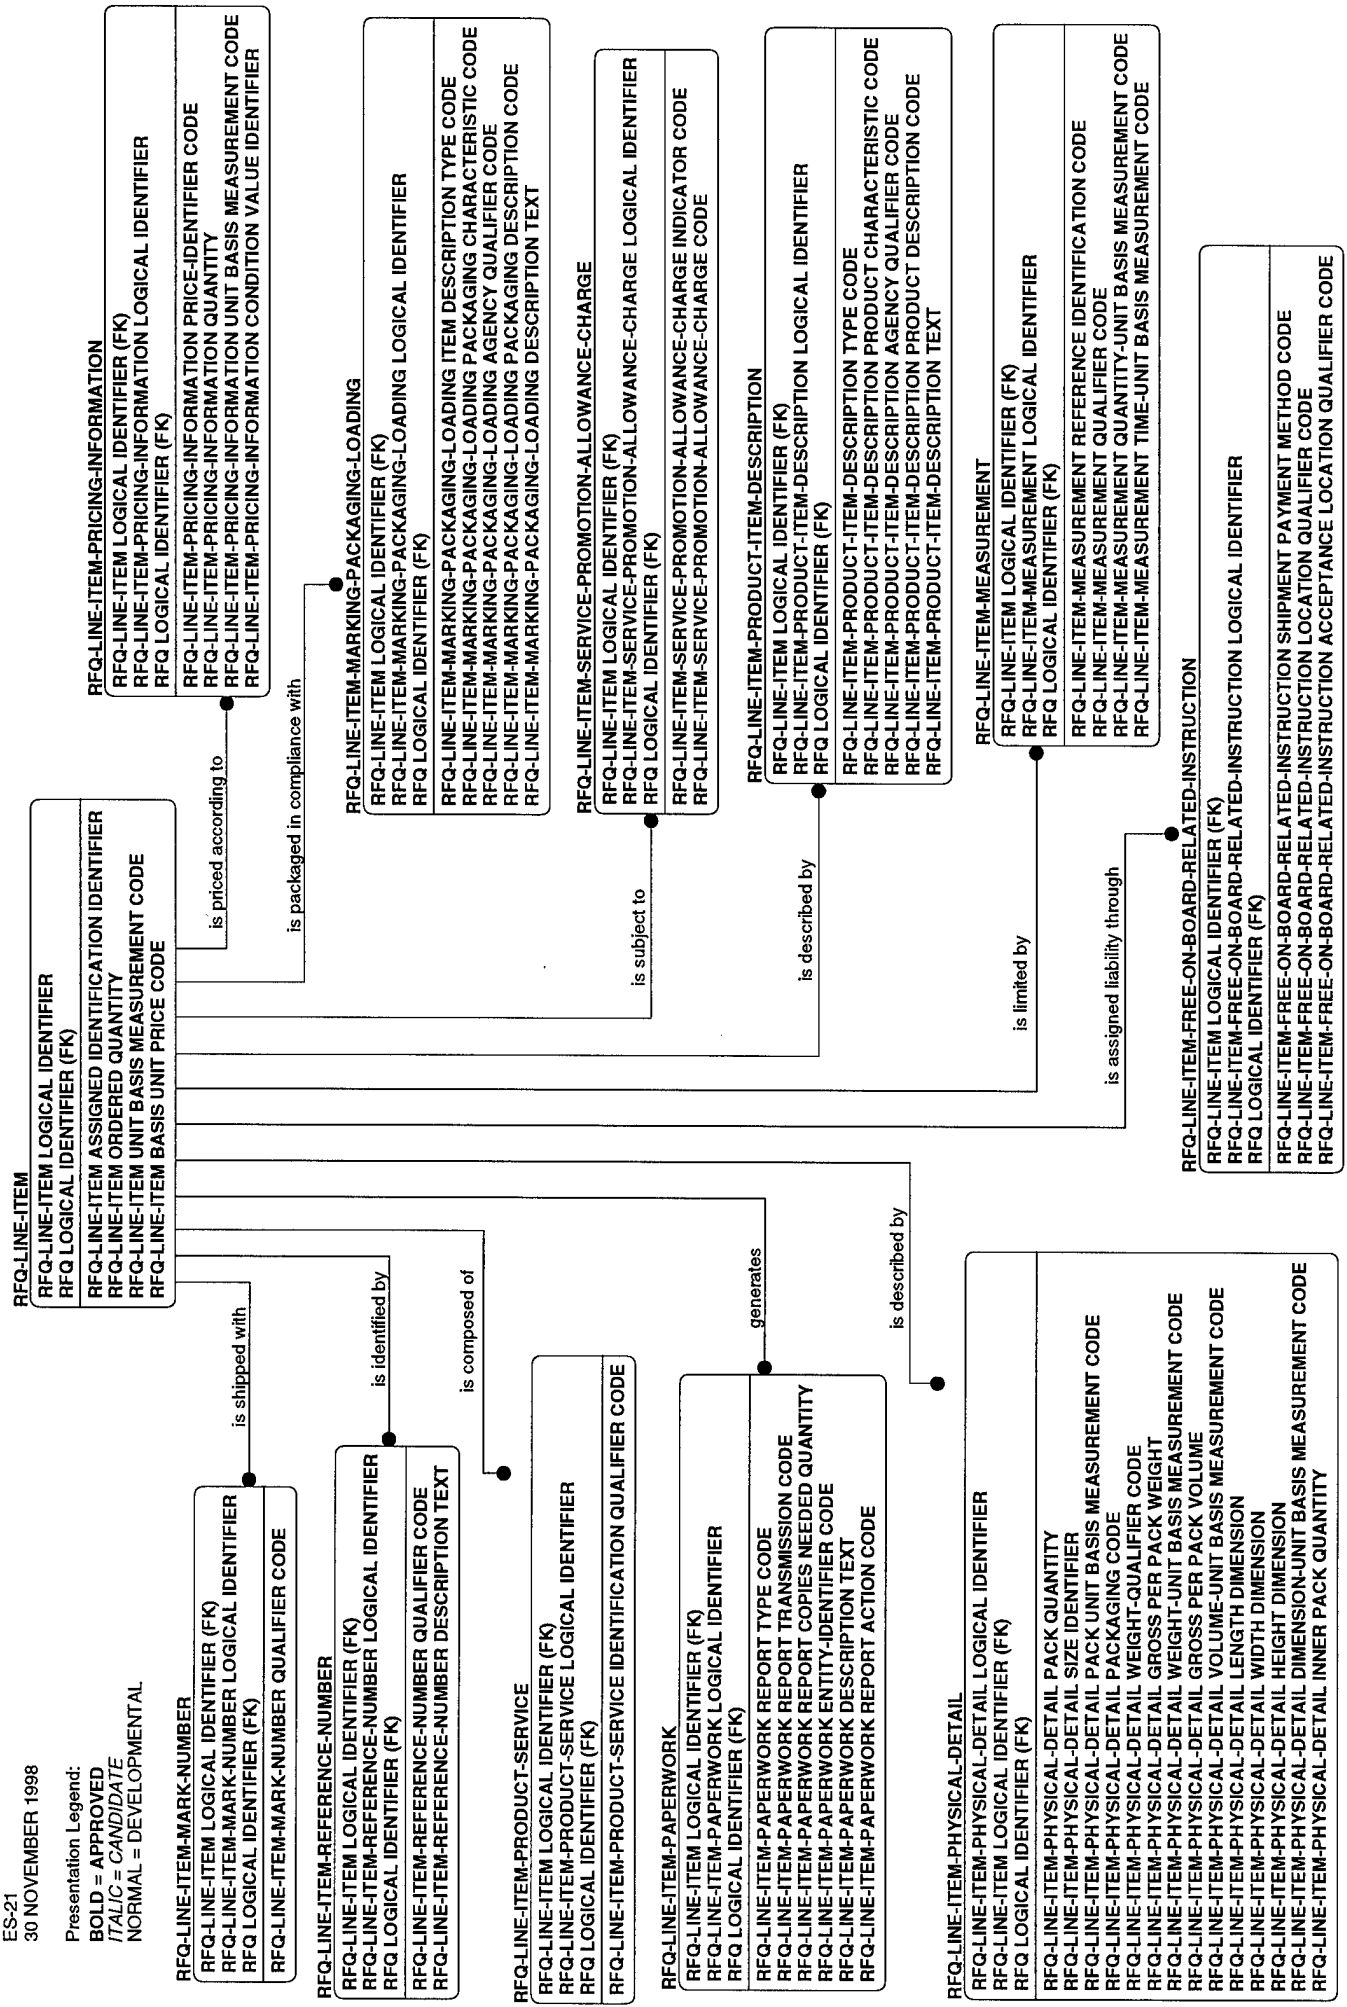 ES-21
30 NOVEMBER 1998
Presentation Legend:
BOLD = APPROVED
ITALIC = CANDIDATE
NORMAL = DEVELOPMENTAL
RFQ-LINE-ITEM
RFQ-LINE-ITEM LOGICAL IDENTIFIER
RFQ LOGICAL IDENTIFIER (FK)
RFQ-LINE-ITEM ASSIGNED IDENTIFICATION IDENTIFIER
RFQ-LINE-ITEM ORDERED QUANTITY
RFQ-LINE-ITEM UNIT BASIS MEASUREMENT CODE
RFQ-LINE-ITEM BASIS UNIT PRICE CODE
is shipped with
RFQ-LINE-ITEM-MARK-NUMBER
RFQ-LINE-ITEM LOGICAL IDENTIFIER (FK)
RFQ-LINE-ITEM-MARK-NUMBER LOGICAL IDENTIFIER
RFQ LOGICAL IDENTIFIER (FK)
RFQ-LINE-ITEM-MARK-NUMBER QUALIFIER CODE
is identified by
RFQ-LINE-ITEM-REFERENCE-NUMBER
RFQ-LINE-ITEM LOGICAL IDENTIFIER (FK)
RFQ-LINE-ITEM-REFERENCE-NUMBER LOGICAL IDENTIFIER
RFQ LOGICAL IDENTIFIER (FK)
RFQ-LINE-ITEM-REFERENCE-NUMBER QUALIFIER CODE
RFQ-LINE-ITEM-REFERENCE-NUMBER DESCRIPTION TEXT
is composed of
RFQ-LINE-ITEM-PRODUCT-SERVICE
RFQ-LINE-ITEM LOGICAL IDENTIFIER (FK)
RFQ-LINE-ITEM-PRODUCT-SERVICE LOGICAL IDENTIFIER
RFQ LOGICAL IDENTIFIER (FK)
RFQ-LINE-ITEM-PRODUCT-SERVICE IDENTIFICATION QUALIFIER CODE
generates
RFQ-LINE-ITEM-PAPERWORK
RFQ-LINE-ITEM LOGICAL IDENTIFIER (FK)
RFQ-LINE-ITEM-PAPERWORK LOGICAL IDENTIFIER
RFQ LOGICAL IDENTIFIER (FK)
RFQ-LINE-ITEM-PAPERWORK REPORT TYPE CODE
RFQ-LINE-ITEM-PAPERWORK REPORT TRANSMISSION CODE
RFQ-LINE-ITEM-PAPERWORK REPORT COPIES NEEDED QUANTITY
RFQ-LINE-ITEM-PAPERWORK ENTITY-IDENTIFIER CODE
RFQ-LINE-ITEM-PAPERWORK DESCRIPTION TEXT
RFQ-LINE-ITEM-PAPERWORK REPORT ACTION CODE
is described by
RFQ-LINE-ITEM-PHYSICAL-DETAIL
RFQ-LINE-ITEM-PHYSICAL-DETAIL LOGICAL IDENTIFIER
RFQ-LINE-ITEM LOGICAL IDENTIFIER (FK)
RFQ LOGICAL IDENTIFIER (FK)
RFQ-LINE-ITEM-PHYSICAL-DETAIL PACK QUANTITY
RFQ-LINE-ITEM-PHYSICAL-DETAIL SIZE IDENTIFIER
RFQ-LINE-ITEM-PHYSICAL-DETAIL PACK UNIT BASIS MEASUREMENT CODE
RFQ-LINE-ITEM-PHYSICAL-DETAIL PACKAGING CODE
RFQ-LINE-ITEM-PHYSICAL-DETAIL WEIGHT-QUALIFIER CODE
RFQ-LINE-ITEM-PHYSICAL-DETAIL GROSS PER PACK WEIGHT
RFQ-LINE-ITEM-PHYSICAL-DETAIL WEIGHT-UNIT BASIS MEASUREMENT CODE
RFQ-LINE-ITEM-PHYSICAL-DETAIL GROSS PER PACK VOLUME
RFQ-LINE-ITEM-PHYSICAL-DETAIL VOLUME-UNIT BASIS MEASUREMENT CODE
RFQ-LINE-ITEM-PHYSICAL-DETAIL LENGTH DIMENSION
RFQ-LINE-ITEM-PHYSICAL-DETAIL WIDTH DIMENSION
RFQ-LINE-ITEM-PHYSICAL-DETAIL HEIGHT DIMENSION
RFQ-LINE-ITEM-PHYSICAL-DETAIL DIMENSION-UNIT BASIS MEASUREMENT CODE
RFQ-LINE-ITEM-PHYSICAL-DETAIL INNER PACK QUANTITY
is priced according to
RFQ-LINE-ITEM-PRICING-INFORMATION
RFQ-LINE-ITEM LOGICAL IDENTIFIER (FK)
RFQ-LINE-ITEM-PRICING-INFORMATION LOGICAL IDENTIFIER
RFQ LOGICAL IDENTIFIER (FK)
RFQ-LINE-ITEM-PRICING-INFORMATION PRICE-IDENTIFIER CODE
RFQ-LINE-ITEM-PRICING-INFORMATION QUANTITY
RFQ-LINE-ITEM-PRICING-INFORMATION UNIT BASIS MEASUREMENT CODE
RFQ-LINE-ITEM-PRICING-INFORMATION CONDITION VALUE IDENTIFIER
is packaged in compliance with
RFQ-LINE-ITEM-MARKING-PACKAGING-LOADING
RFQ-LINE-ITEM LOGICAL IDENTIFIER (FK)
RFQ-LINE-ITEM-MARKING-PACKAGING-LOADING LOGICAL IDENTIFIER
RFQ LOGICAL IDENTIFIER (FK)
RFQ-LINE-ITEM-MARKING-PACKAGING-LOADING ITEM DESCRIPTION TYPE CODE
RFQ-LINE-ITEM-MARKING-PACKAGING-LOADING PACKAGING CHARACTERISTIC CODE
RFQ-LINE-ITEM-MARKING-PACKAGING-LOADING AGENCY QUALIFIER CODE
RFQ-LINE-ITEM-MARKING-PACKAGING-LOADING PACKAGING DESCRIPTION CODE
RFQ-LINE-ITEM-MARKING-PACKAGING-LOADING DESCRIPTION TEXT
is subject to
RFQ-LINE-ITEM-SERVICE-PROMOTION-ALLOWANCE-CHARGE
RFQ-LINE-ITEM LOGICAL IDENTIFIER (FK)
RFQ-LINE-ITEM-SERVICE-PROMOTION-ALLOWANCE-CHARGE LOGICAL IDENTIFIER
RFQ LOGICAL IDENTIFIER (FK)
RFQ-LINE-ITEM-SERVICE-PROMOTION-ALLOWANCE-CHARGE INDICATOR CODE
RFQ-LINE-ITEM-SERVICE-PROMOTION-ALLOWANCE-CHARGE CODE
is described by
RFQ-LINE-ITEM-PRODUCT-ITEM-DESCRIPTION
RFQ-LINE-ITEM LOGICAL IDENTIFIER (FK)
RFQ-LINE-ITEM-PRODUCT-ITEM-DESCRIPTION LOGICAL IDENTIFIER
RFQ LOGICAL IDENTIFIER (FK)
RFQ-LINE-ITEM-PRODUCT-ITEM-DESCRIPTION TYPE CODE
RFQ-LINE-ITEM-PRODUCT-ITEM-DESCRIPTION PRODUCT CHARACTERISTIC CODE
RFQ-LINE-ITEM-PRODUCT-ITEM-DESCRIPTION AGENCY QUALIFIER CODE
RFQ-LINE-ITEM-PRODUCT-ITEM-DESCRIPTION PRODUCT DESCRIPTION CODE
RFQ-LINE-ITEM-PRODUCT-ITEM-DESCRIPTION TEXT
is limited by
RFQ-LINE-ITEM-MEASUREMENT
RFQ-LINE-ITEM LOGICAL IDENTIFIER (FK)
RFQ-LINE-ITEM-MEASUREMENT LOGICAL IDENTIFIER
RFQ LOGICAL IDENTIFIER (FK)
RFQ-LINE-ITEM-MEASUREMENT REFERENCE IDENTIFICATION CODE
RFQ-LINE-ITEM-MEASUREMENT QUALIFIER CODE
RFQ-LINE-ITEM-MEASUREMENT QUANTITY-UNIT BASIS MEASUREMENT CODE
RFQ-LINE-ITEM-MEASUREMENT TIME-UNIT BASIS MEASUREMENT CODE
is assigned liability through
RFQ-LINE-ITEM-FREE-ON-BOARD-RELATED-INSTRUCTION
RFQ-LINE-ITEM LOGICAL IDENTIFIER (FK)
RFQ-LINE-ITEM-FREE-ON-BOARD-RELATED-INSTRUCTION LOGICAL IDENTIFIER
RFQ LOGICAL IDENTIFIER (FK)
RFQ-LINE-ITEM-FREE-ON-BOARD-RELATED-INSTRUCTION SHIPMENT PAYMENT METHOD CODE
RFQ-LINE-ITEM-FREE-ON-BOARD-RELATED-INSTRUCTION LOCATION QUALIFIER CODE
RFQ-LINE-ITEM-FREE-ON-BOARD-RELATED-INSTRUCTION ACCEPTANCE LOCATION QUALIFIER CODE